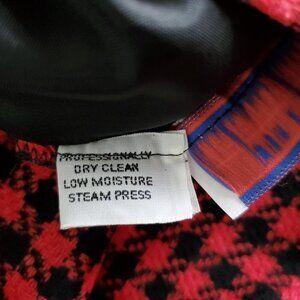 PROFESSIONALLY
DRY CLEAN
LOW MOISTURE
STEAM PRESS